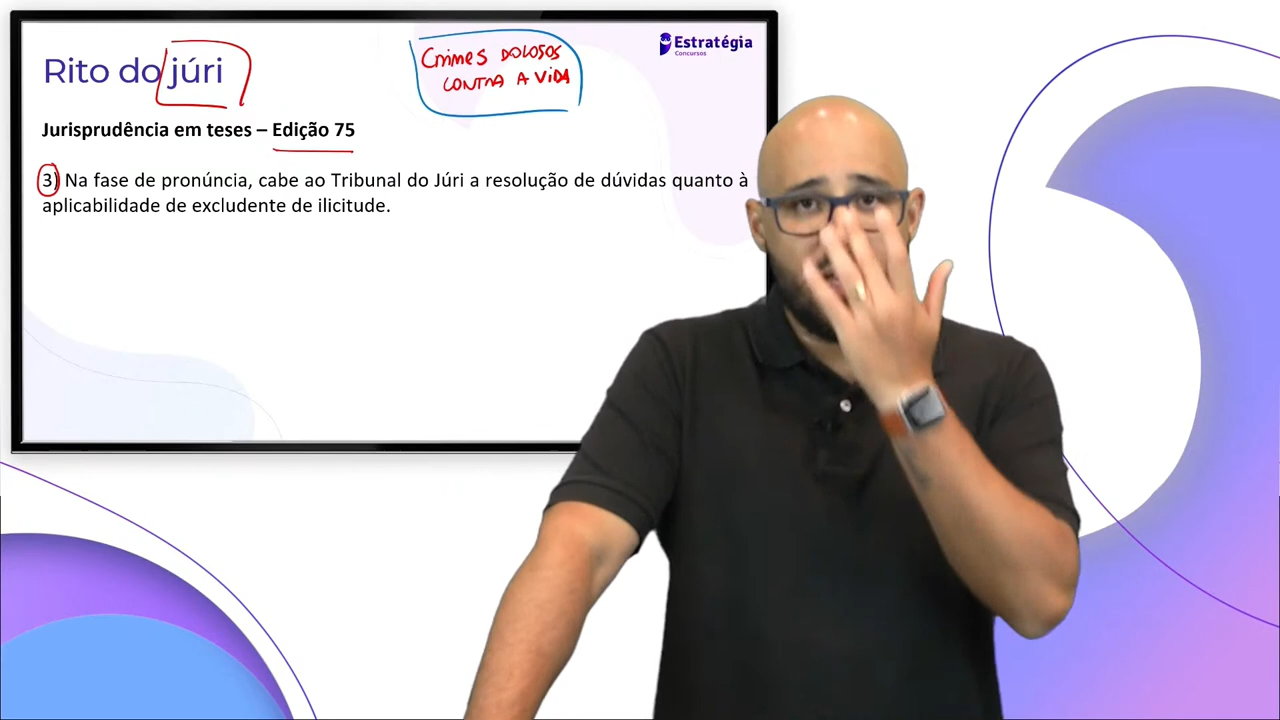 Rito do júri
Crimes DOLOSOS
CONTRA A VIDA
Estratégia
Concursos
Jurisprudência em teses – Edição 75
3) Na fase de pronúncia, cabe ao Tribunal do Júri a resolução de dúvidas quanto à
aplicabilidade de excludente de ilicitude.